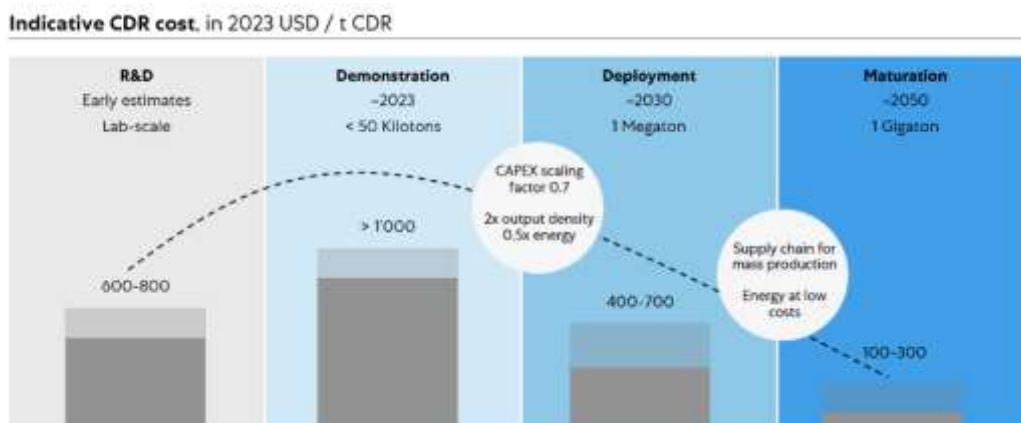 Indicative CDR cost, in 2023 USD / t CDR
R&D
Early estimates
Lab-scale
Demonstration
~2023
< 50 Kilotons
Deployment
~2030
1 Megaton
Maturation
~2050
1 Gigaton
CAPEX scaling
factor 0.7
2x output density
0.5x energy
Supply chain for
mass production
Energy at low
costs
600-800
> 1'000
400-700
100-300